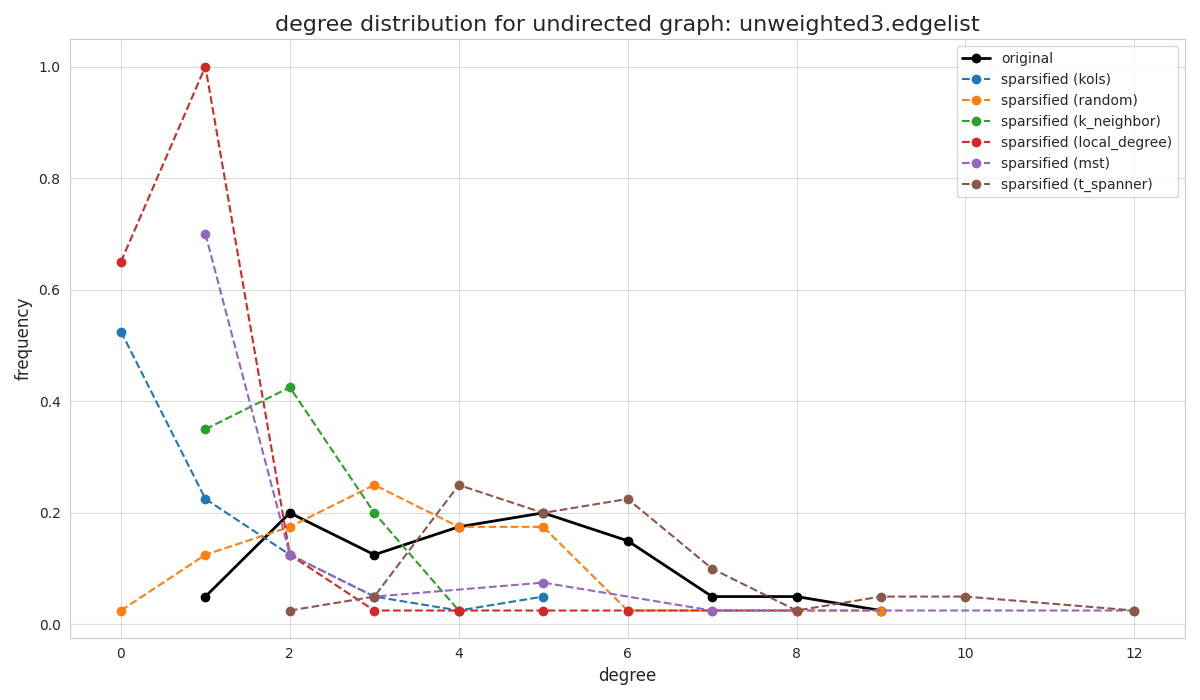 degree distribution for undirected graph: unweighted3.edgelist
original
sparsified (kols)
sparsified (random)
sparsified (k_neighbor)
sparsified (local_degree)
sparsified (mst)
sparsified (t_spanner)
frequency
1.0
0.8
0.6
0.4
0.2
0.0
0 2 4 6 8 10 12
degree